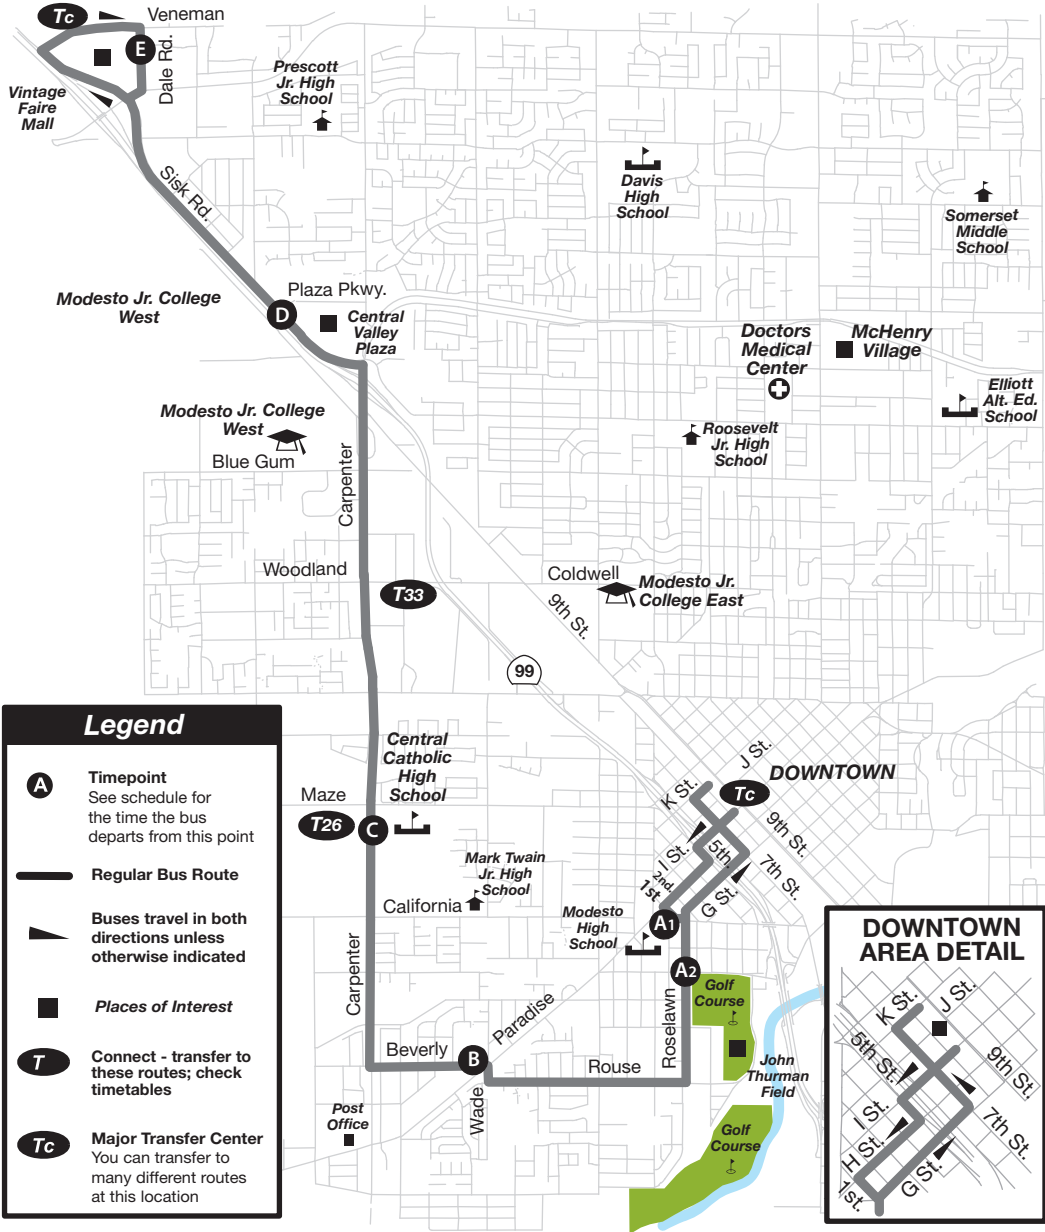 Tc
Veneman
E
Dale Rd.
Vintage
Faire
Mall
Prescott
Jr. High
School
Davis
High
School
Somerset
Middle
School
Sisk Rd.
Modesto Jr. College
West
Plaza Pkwy.
D
Central
Valley
Plaza
Doctors
Medical
Center
McHenry
Village
Elliott
Alt. Ed.
School
Modesto Jr. College
West
Blue Gum
Carpenter
Roosevelt
Jr. High
School
Woodland
T33
Coldwell
Modesto Jr.
College East
9th St.
99
Central
Catholic
High
School
Maze
T26
C
J St.
DOWNTOWN
Tc
K St.
9th St.
I St.
5th.
7th St.
2nd.
1st
G St.
Mark Twain
Jr. High
School
California
Modesto
High
School
A1
A2
Golf
Course
Carpenter
Paradise
Roselawn
Beverly
B
Rouse
John
Thurman
Field
Wade
Post
Office
Golf
Course
Legend
A
Timepoint
See schedule for
the time the bus
departs from this point
Regular Bus Route
Buses travel in both
directions unless
otherwise indicated
Places of Interest
T
Connect - transfer to
these routes; check
timetables
Tc
Major Transfer Center
You can transfer to
many different routes
at this location
DOWNTOWN
AREA DETAIL
K St.
J St.
5th St.
9th St.
I St.
7th St.
H St.
G St.
1st.